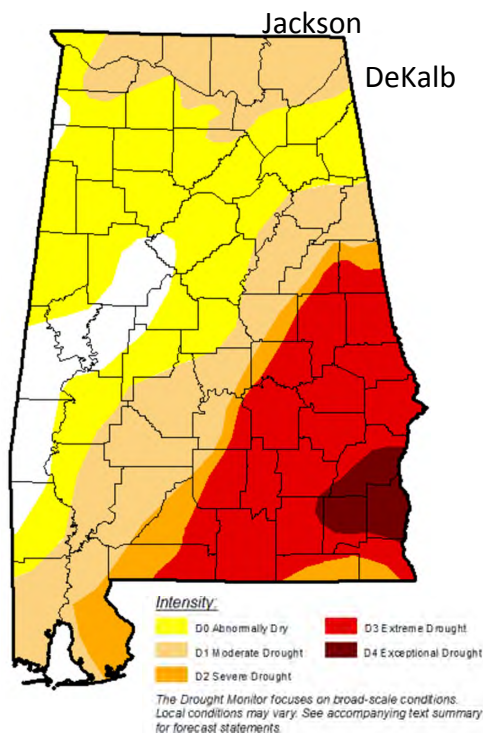 Jackson
DeKalb
Intensity:
D0 Abnormally Dry
D1 Moderate Drought
D2 Severe Drought
D3 Extreme Drought
D4 Exceptional Drought
The Drought Monitor focuses on broad-scale conditions.
Local conditions may vary. See accompanying text summary
for forecast statements.